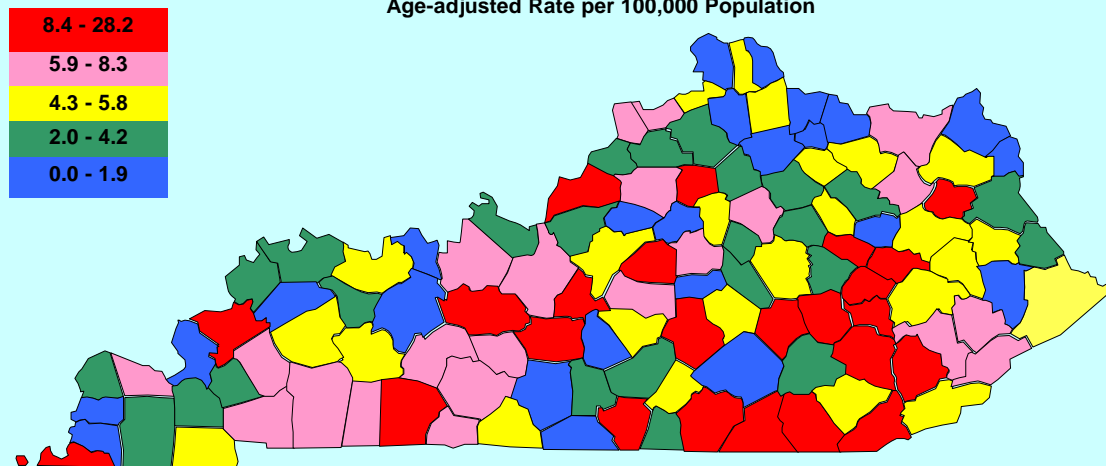 Age-adjusted Rate per 100,000 Population
8.4 - 28.2
5.9 - 8.3
4.3 - 5.8
2.0 - 4.2
0.0 - 1.9